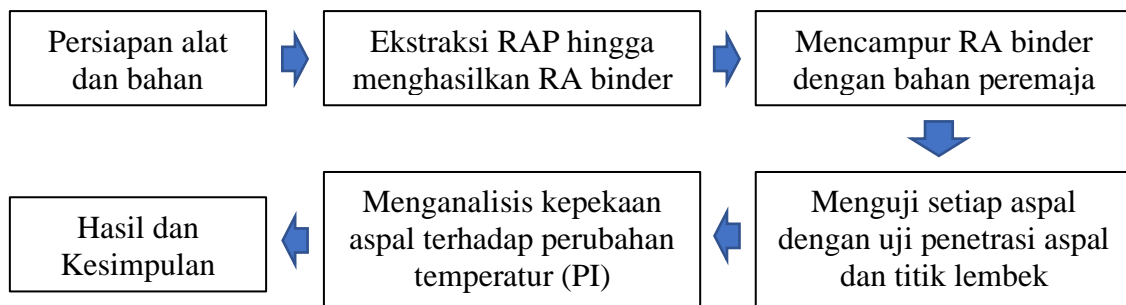 Persiapan alat
dan bahan
Ekstraksi RAP hingga
menghasilkan RA binder
Mencampur RA binder
dengan bahan peremaja
Menguji setiap aspal
dengan uji penetrasi aspal
dan titik lembek
Menganalisis kepekaan
aspal terhadap perubahan
temperatur (PI)
Hasil dan
Kesimpulan